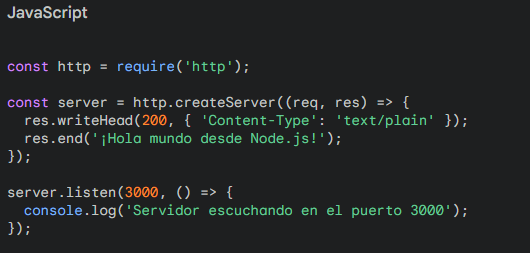 JavaScript
const http = require('http');
const server = http.createServer((req, res) => {
  res.writeHead(200, { 'Content-Type': 'text/plain' });
  res.end('¡Hola mundo desde Node.js!');
});
server.listen(3000, () => {
  console.log('Servidor escuchando en el puerto 3000');
});